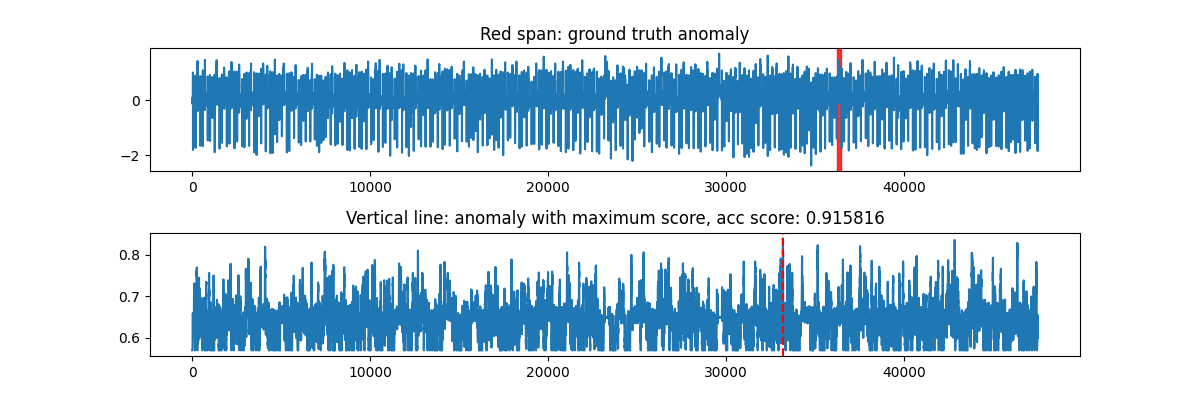 Red span: ground truth anomaly
0
−2
0 10000 20000 30000 40000
Vertical line: anomaly with maximum score, acc score: 0.915816
0.8
0.7
0.6
0 10000 20000 30000 40000